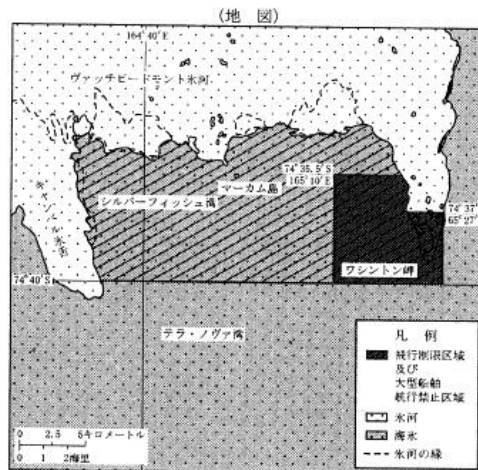 (地 図)
164°40′E
ヴァッチピードモント氷河
74°35.5′S
165°10′E
マーカム島
シルバーフィッシュ湾
キャンベル氷舌
74°37′
65°27′
74°40′S
ワシントン岬
テラ・ノヴァ湾
凡 例
飛行制限区域
及び
大型船舶
航行禁止区域
氷河
海氷
氷河の縁
0 2.5 5キロメートル
0 1 2海里